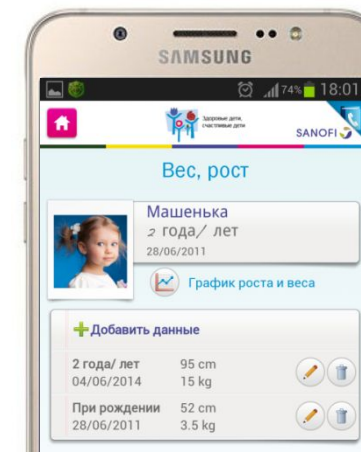 SAMSUNG
74% 18:01
Здоровые дети,
счастливые дети
SANOFI
Вес, рост
Машенька
2 года/ лет
28/06/2011
График роста и веса
Добавить данные
2 года/ лет 95 cm
04/06/2014 15 kg
При рождении 52 cm
28/06/2011 3.5 kg